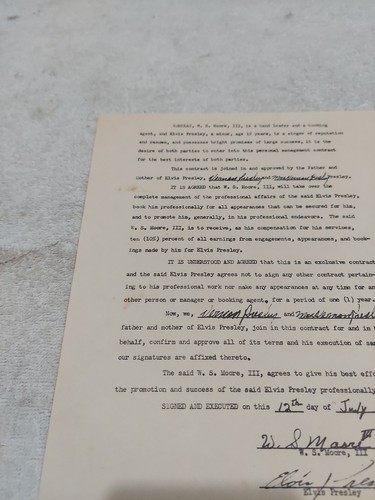 WHEREAS, W. S. Moore, III, is a band leader and a booking
agent, and Elvis Presley, a minor, age 19 years, is a singer of reputation
and renown, and possesses bright promises of large success, it is the
desire of both parties to enter into this personal management contract
for the best interests of both parties.
This contract is joined in and approved by the Father and
Mother of Elvis Presley, Vernon Presley and Mrs Vernon Presley
IT IS AGREED that W. S. Moore, III, will take over the
complete management of the professional affairs of the said Elvis Presley,
book him professionally for all appearances that can be secured for him,
and to promote him, generally, in his professional endeavors. The said
W. S. Moore, III, is to receive, as his compensation for his services,
ten (10%) percent of all earnings from engagements, appearances, and book-
ings made by him for Elvis Presley.
IT IS UNDERSTOOD AND AGREED that this is an exclusive contract
and the said Elvis Presley agrees not to sign any other contract pertain-
ing to his professional work nor make any appearances at any time for an
other person or manager or booking agent, for a period of one (1) year.
Now, we, Vernon Presley and Mrs Vernon Presle
father and mother of Elvis Presley, join in this contract for and in h
behalf, confirm and approve all of its terms and his execution of sa
our signatures are affixed thereto.
The said W. S. Moore, III, agrees to give his best effo
the promotion and success of the said Elvis Presley professionally
SIGNED AND EXECUTED on this 12th day of July
W. S. Moore III
W. S. Moore, III
Elvis Pres
Elvis Presley